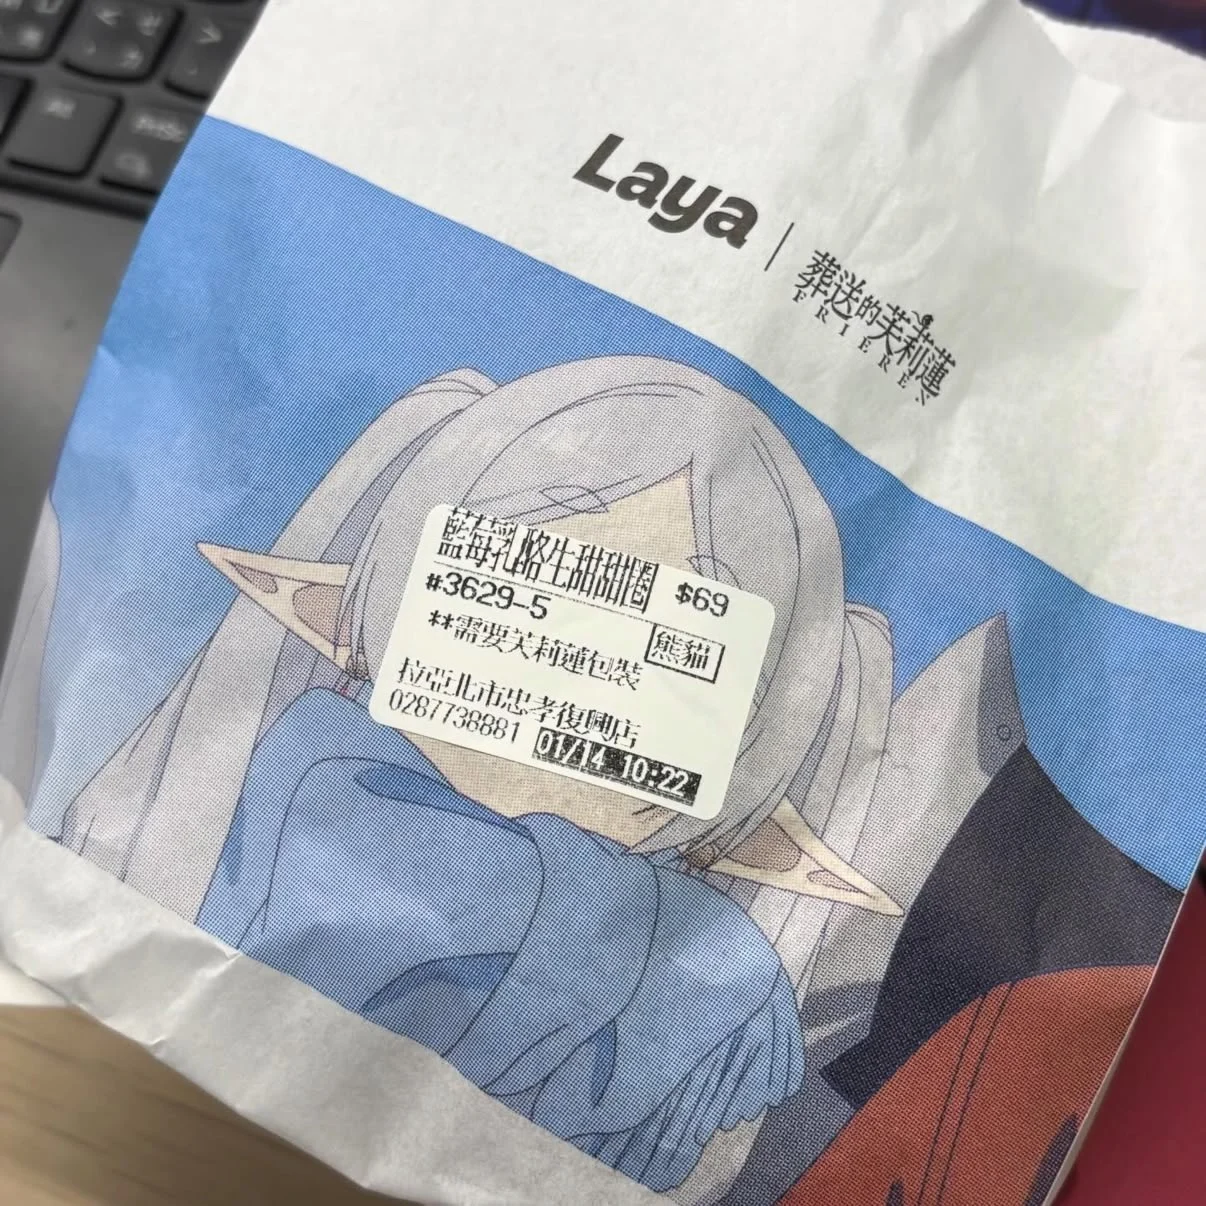 Laya
葬送的芙莉蓮
FRIEREN
藍莓乳酪生甜甜圈 $69
#3629-5 熊貓
**需要芙莉蓮包裝
拉亞北市忠孝復興店
0287738881 01/14 10:22
Alt
PrtSc